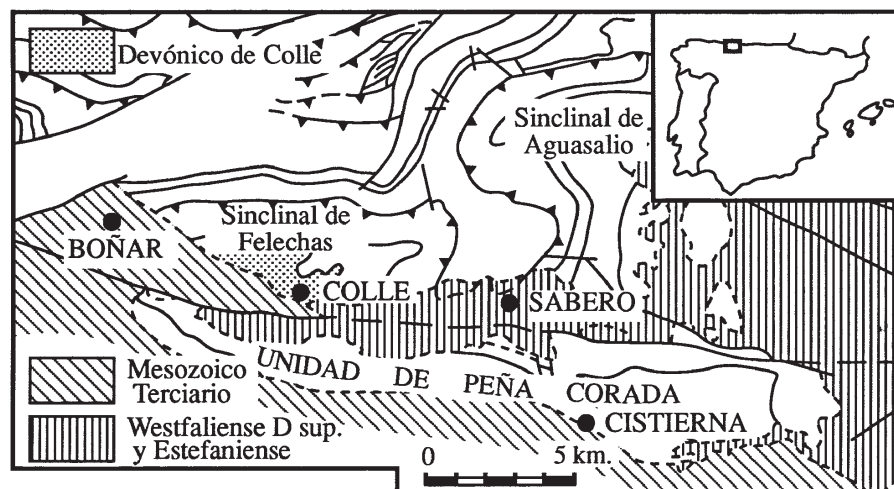 Devónico de Colle
Sinclinal de
Aguasalio
Sinclinal de
Felechas
BOÑAR
COLLE
SABERO
UNIDAD DE PEÑA CORADA
CISTIERNA
Mesozoico
Terciario
Westfaliense D sup.
y Estefaniense
0 5 km.